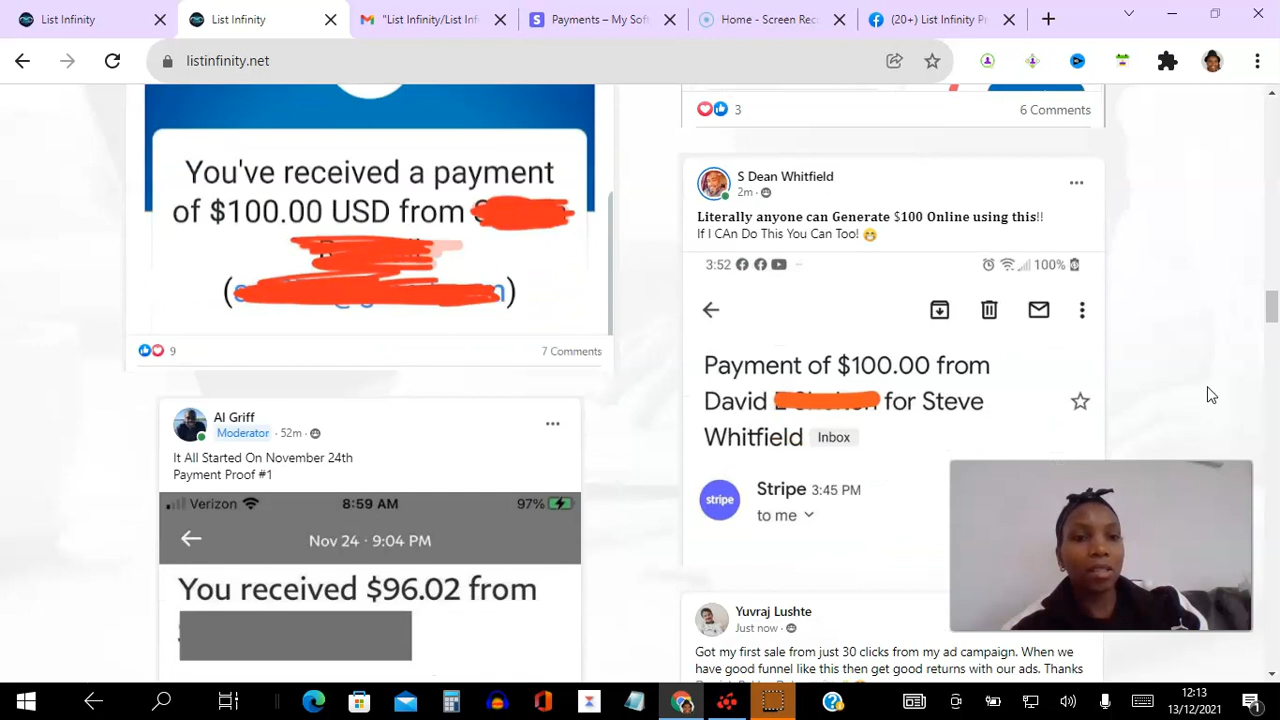 List Infinity
List Infinity
"List Infinity/List Inf
Payments – My Sof
Home - Screen Rec
(20+) List Infinity Pr
listinfinity.net
You've received a payment
of $100.00 USD from
(
)
9
7 Comments
Al Griff
Moderator · 52m ·
It All Started On November 24th
Payment Proof #1
Verizon
8:59 AM
97%
Nov 24 · 9:04 PM
You received $96.02 from
3
6 Comments
S Dean Whitfield
2m ·
Literally anyone can Generate $100 Online using this!!
If I CAn Do This You Can Too!
3:52
100%
Payment of $100.00 from
David
for Steve
Whitfield
Inbox
stripe
Stripe 3:45 PM
to me
Yuvraj Lushte
Just now ·
Got my first sale from just 30 clicks from my ad campaign. When we
have good funnel like this then get good returns with our ads. Thanks
12:13
13/12/2021
1